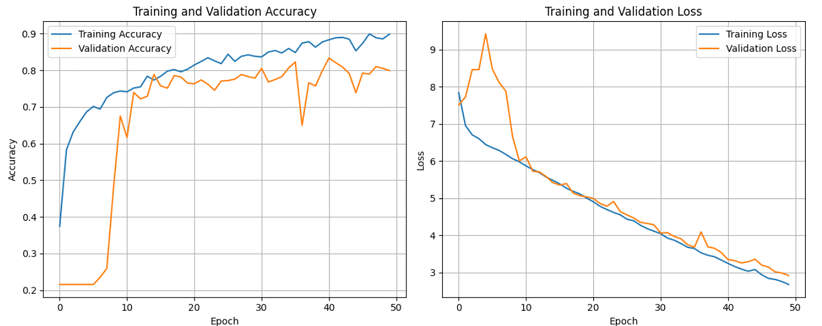 Training and Validation Accuracy
Training Accuracy
Validation Accuracy
Accuracy
0.9
0.8
0.7
0.6
0.5
0.4
0.3
0.2
0
10
20
30
40
50
Epoch
Training and Validation Loss
Training Loss
Validation Loss
Loss
9
8
7
6
5
4
3
0
10
20
30
40
50
Epoch